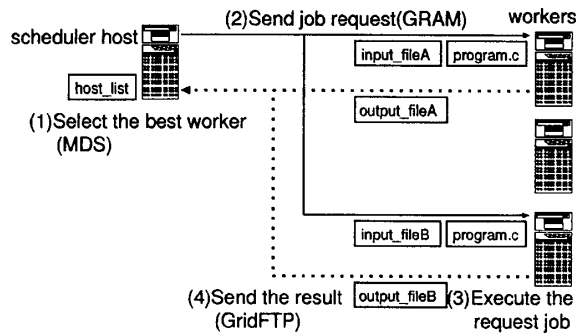 (2)Send job request(GRAM)
workers
scheduler host
input_fileA
program.c
host_list
output_fileA
(1)Select the best worker
(MDS)
input_fileB
program.c
(4)Send the result
(GridFTP)
output_fileB
(3)Execute the
request job